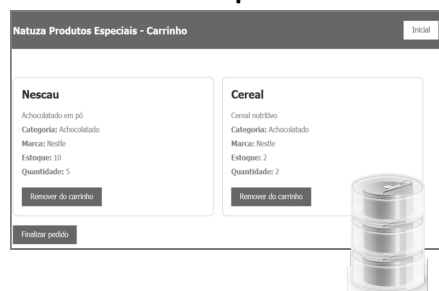 Natuza Produtos Especiais - Carrinho
Inicial
Nescau
Achocolatado em pó
Categoria: Achocolatado
Marca: Nestle
Estoque: 10
Quantidade: 5
Remover do carrinho
Cereal
Cereal nutritivo
Categoria: Achocolatado
Marca: Nestle
Estoque: 2
Quantidade: 2
Remover do carrinho
Finalizar pedido